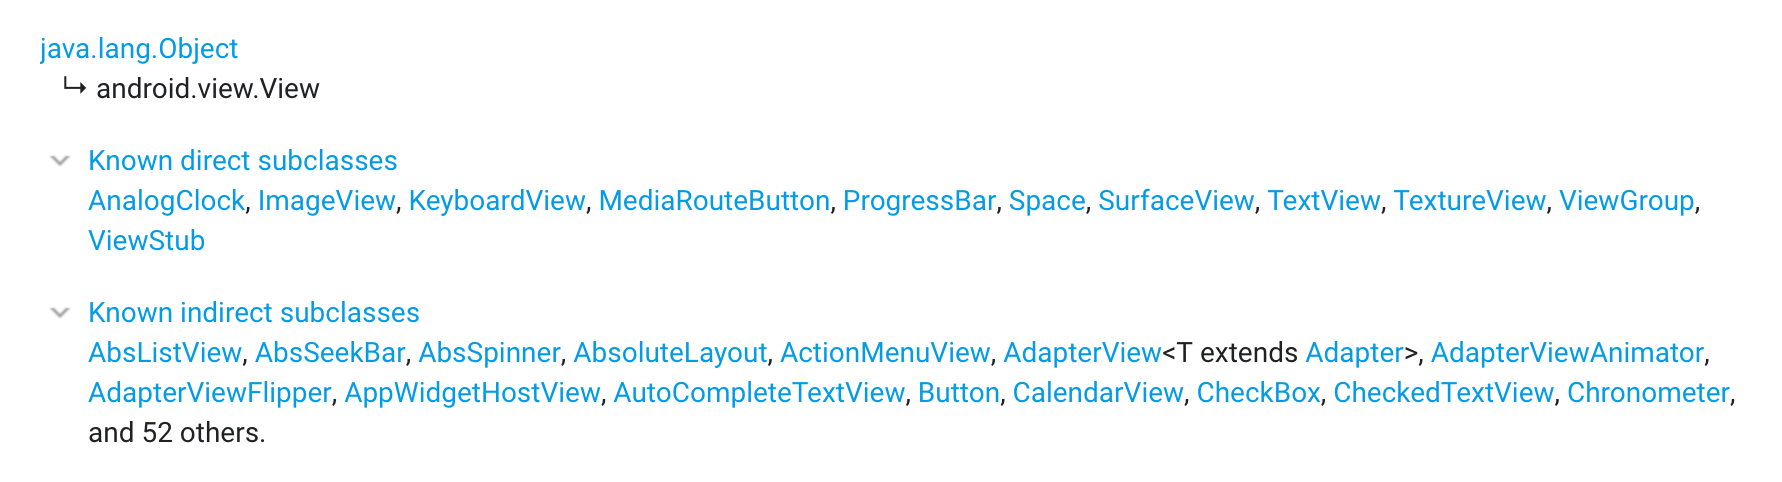 java.lang.Object
↳ android.view.View
Known direct subclasses
AnalogClock, ImageView, KeyboardView, MediaRouteButton, ProgressBar, Space, SurfaceView, TextView, TextureView, ViewGroup,
ViewStub
Known indirect subclasses
AbsListView, AbsSeekBar, AbsSpinner, AbsoluteLayout, ActionMenuView, AdapterView<T extends Adapter>, AdapterViewAnimator,
AdapterViewFlipper, AppWidgetHostView, AutoCompleteTextView, Button, CalendarView, CheckBox, CheckedTextView, Chronometer,
and 52 others.